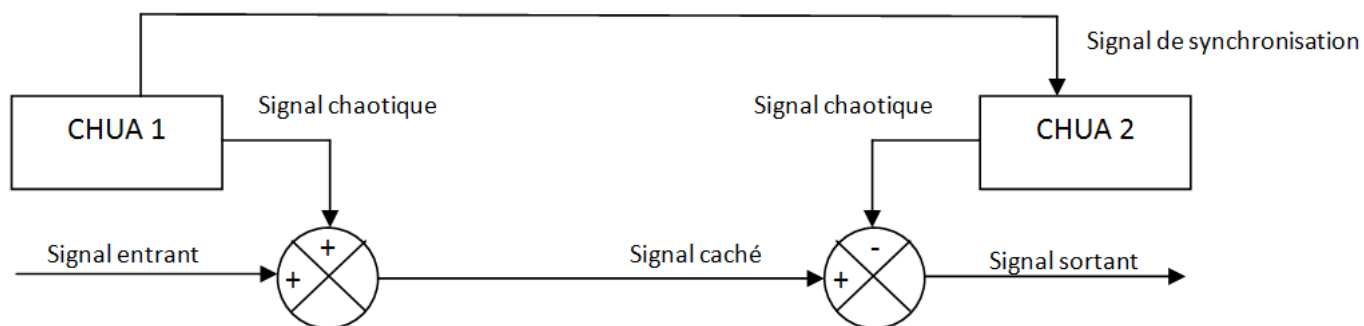 Signal de synchronisation
Signal chaotique
Signal chaotique
CHUA 1
CHUA 2
Signal entrant
+
+
Signal caché
-
+
Signal sortant